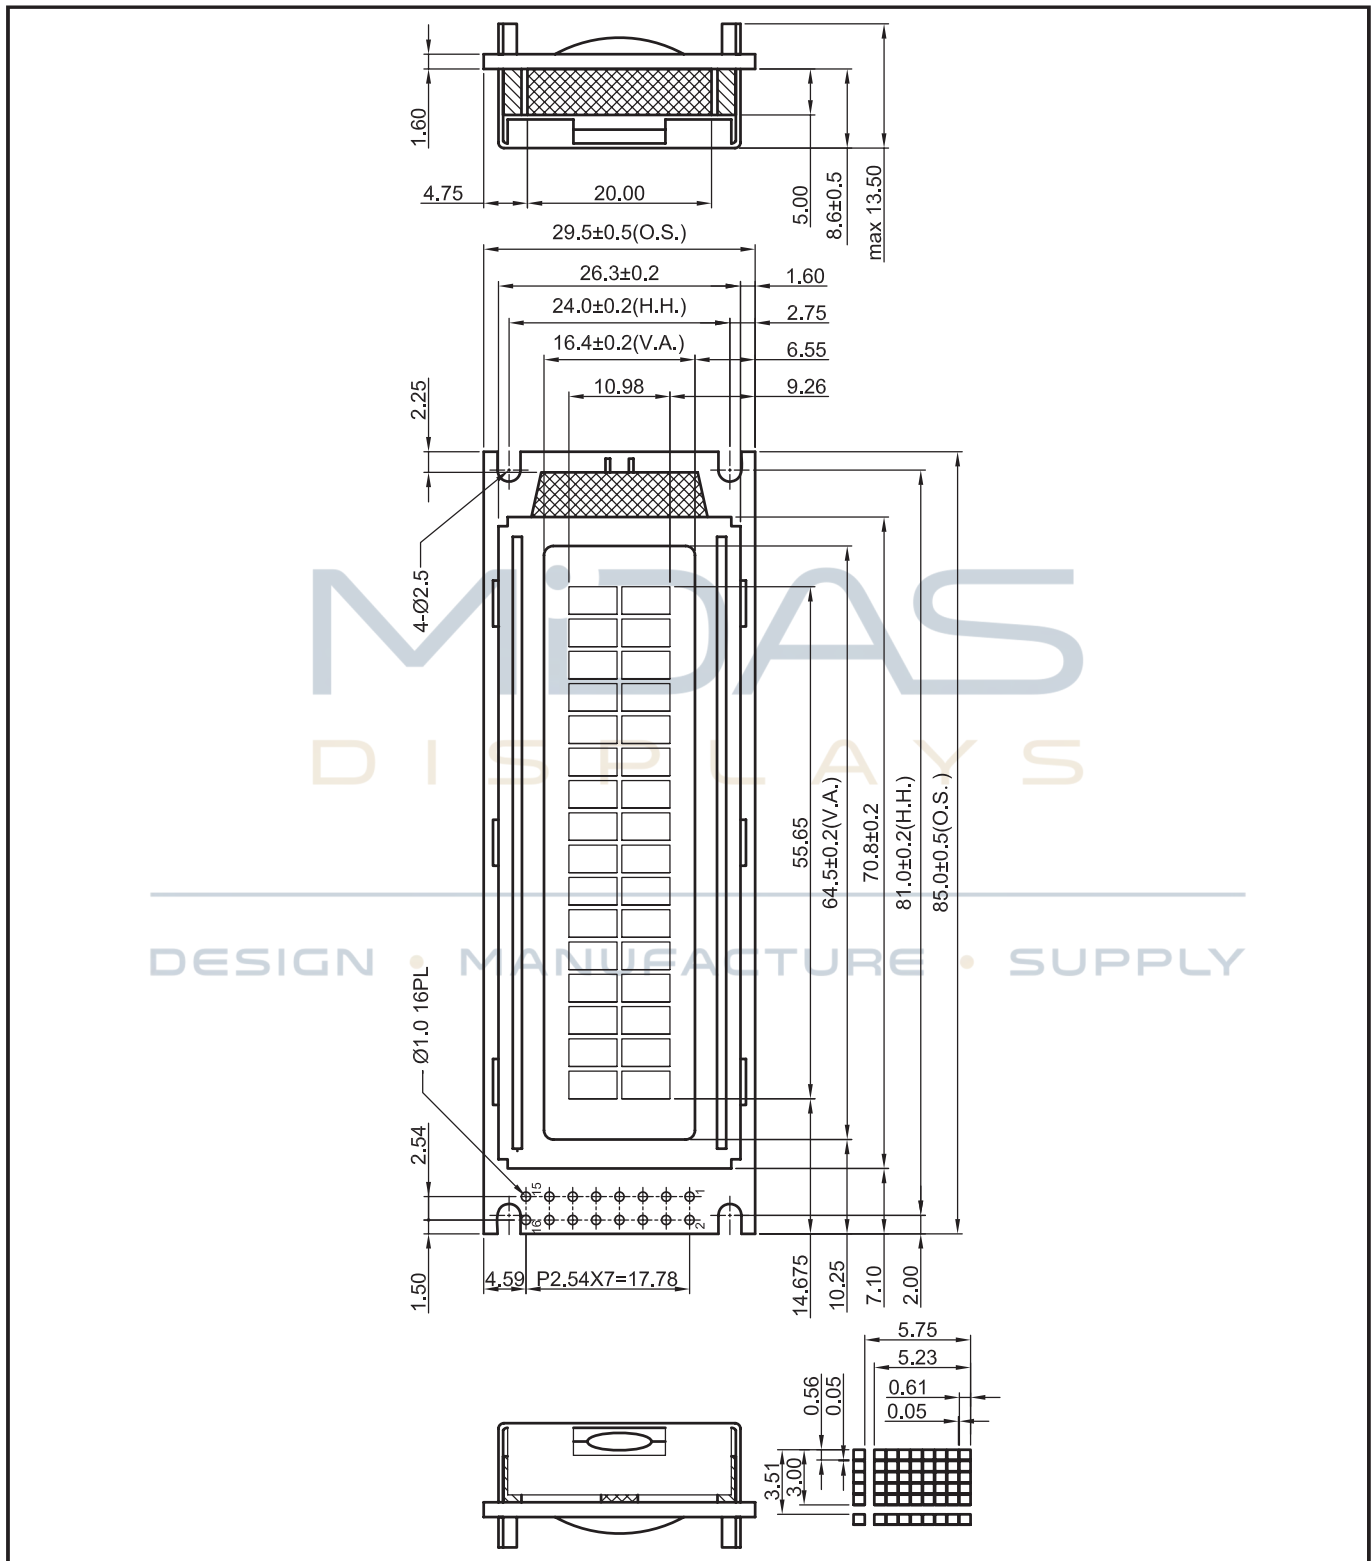 1.60
4.75
20.00
5.00
8.6±0.5
max 13.50
29.5±0.5(O.S.)
26.3±0.2
1.60
24.0±0.2(H.H.)
2.75
16.4±0.2(V.A.)
6.55
10.98
9.26
2.25
4-Ø2.5
MiDAS
DISPLAYS
55.65
64.5±0.2(V.A.)
70.8±0.2
81.0±0.2(H.H.)
85.0±0.5(O.S. )
DESIGN • MANUFACTURE • SUPPLY
Ø1.0 16PL
2.54
15
1
16
2
1.50
4.59
P2.54X7=17.78
14.675
10.25
7.10
2.00
5.75
5.23
0.56
0.05
0.61
0.05
3.51
3.00